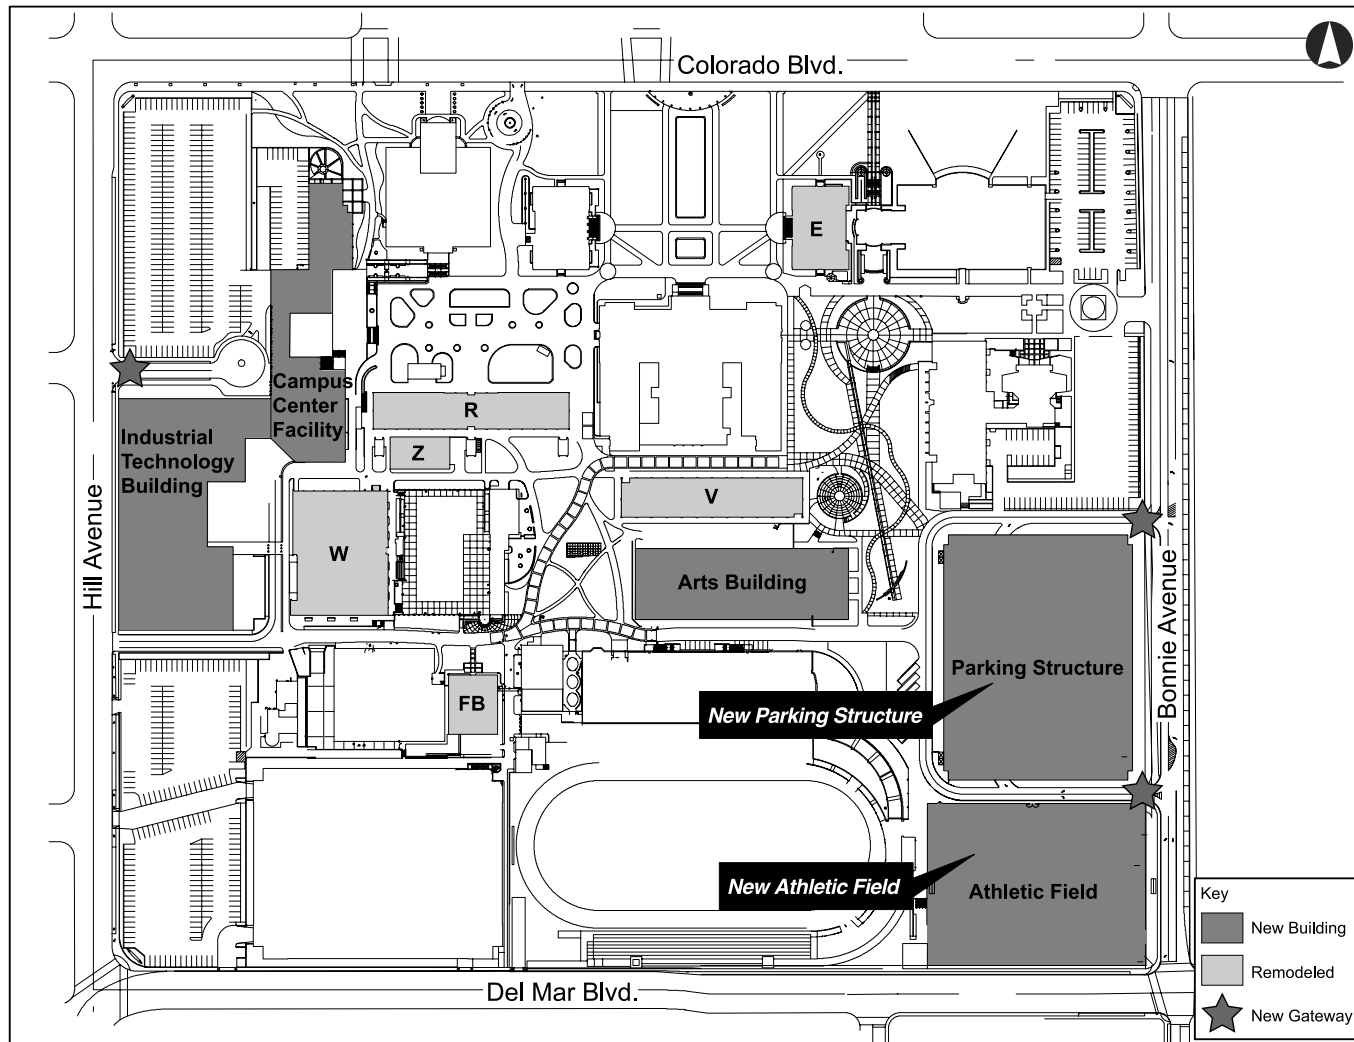 Colorado Blvd.
E
Campus
Center
Facility
R
Industrial
Technology
Building
Z
V
Hill Avenue
W
Arts Building
Bonnie Avenue
Parking Structure
FB
New Parking Structure
New Athletic Field
Athletic Field
Key
New Building
Remodeled
New Gateway
Del Mar Blvd.